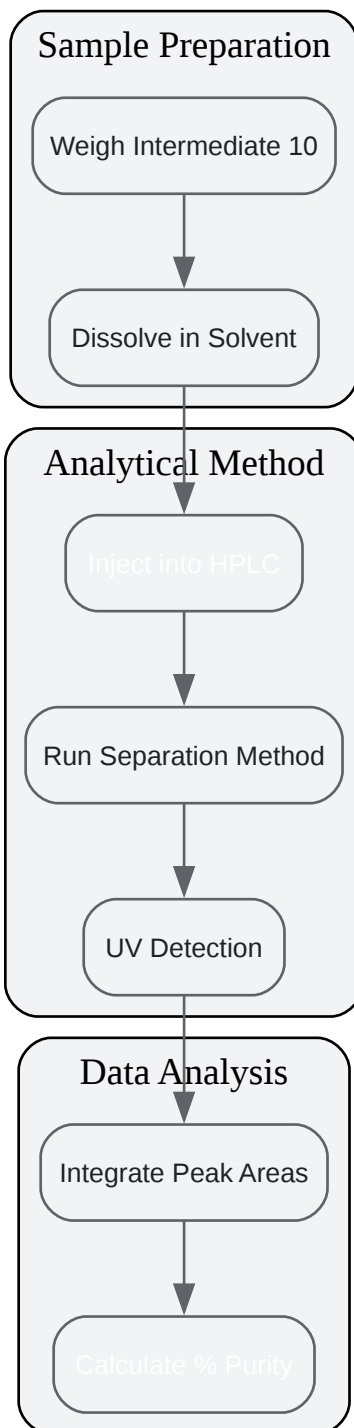 Sample Preparation
Weigh Intermediate 10
Dissolve in Solvent
Analytical Method
Inject into HPLC
Run Separation Method
UV Detection
Data Analysis
Integrate Peak Areas
Calculate % Purity